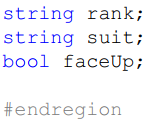 string rank;
string suit;
bool faceUp;
#endregion